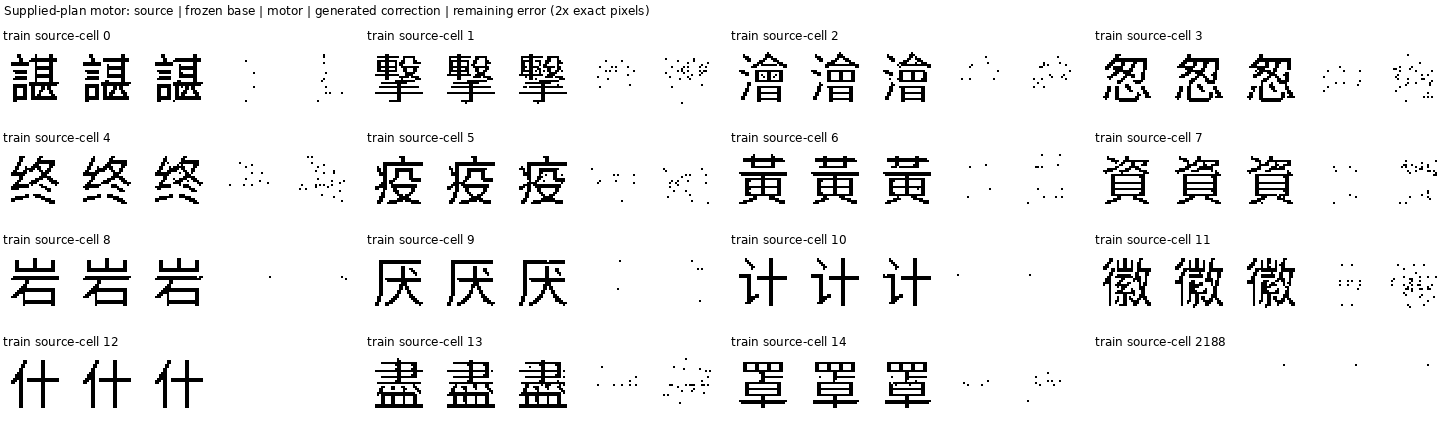 Supplied-plan motor: source | frozen base | motor | generated correction | remaining error (2x exact pixels)
train source-cell 0 train source-cell 1 train source-cell 2 train source-cell 3
諶 諶 諶 撃 撃 撃 澮 澮 澮 怱 怱 怱
train source-cell 4 train source-cell 5 train source-cell 6 train source-cell 7
终 终 终 疫 疫 疫 黃 黃 黃 資 資 資
train source-cell 8 train source-cell 9 train source-cell 10 train source-cell 11
岩 岩 岩 厌 厌 厌 计 计 计 徽 徽 徽
train source-cell 12 train source-cell 13 train source-cell 14 train source-cell 2188
什 什 什 盡 盡 盡 罩 罩 罩